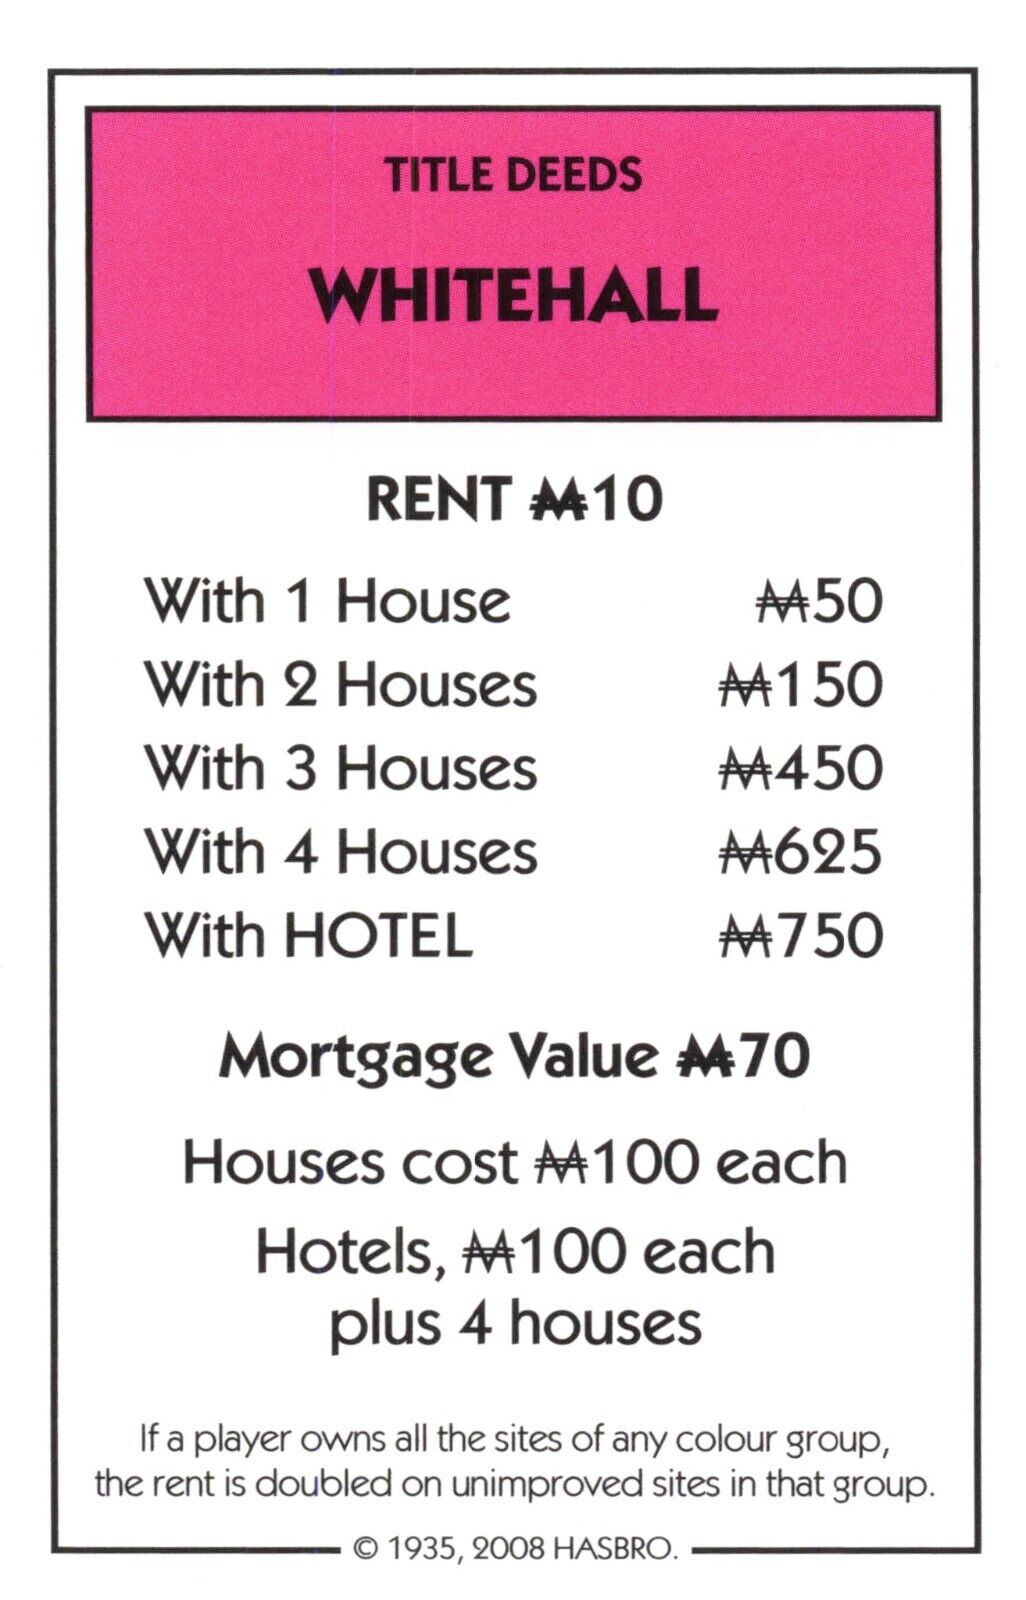 TITLE DEEDS
WHITEHALL
RENT ₩10
With 1 House ₩50
With 2 Houses ₩150
With 3 Houses ₩450
With 4 Houses ₩625
With HOTEL ₩750
Mortgage Value ₩70
Houses cost ₩100 each
Hotels, ₩100 each
plus 4 houses
If a player owns all the sites of any colour group,
the rent is doubled on unimproved sites in that group.
© 1935, 2008 HASBRO.